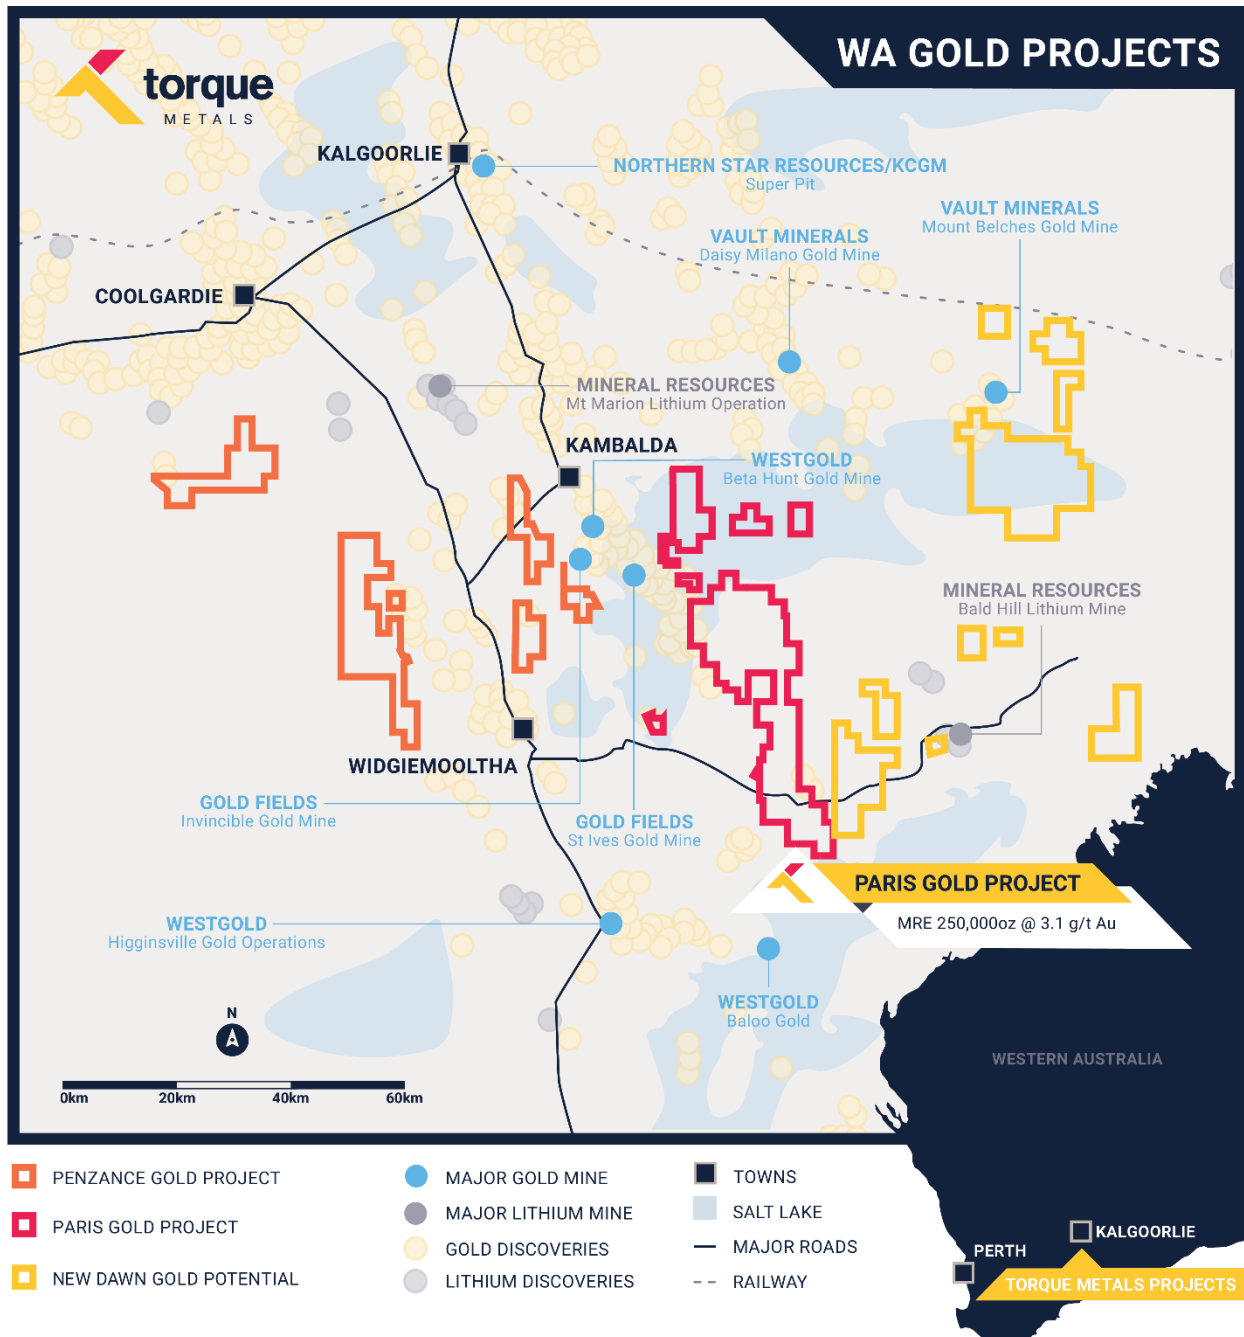 WA GOLD PROJECTS
torque
METALS
KALGOORLIE
NORTHERN STAR RESOURCES/KCGM
Super Pit
VAULT MINERALS
Mount Belches Gold Mine
VAULT MINERALS
Daisy Milano Gold Mine
COOLGARDIE
MINERAL RESOURCES
Mt Marion Lithium Operation
KAMBALDA
WESTGOLD
Beta Hunt Gold Mine
MINERAL RESOURCES
Bald Hill Lithium Mine
WIDGIEMOOLTHA
GOLD FIELDS
Invincible Gold Mine
GOLD FIELDS
St Ives Gold Mine
PARIS GOLD PROJECT
MRE 250,000oz @ 3.1 g/t Au
WESTGOLD
Higginsville Gold Operations
WESTGOLD
Baloo Gold
N
WESTERN AUSTRALIA
0km 20km 40km 60km
PENZANCE GOLD PROJECT
PARIS GOLD PROJECT
NEW DAWN GOLD POTENTIAL
MAJOR GOLD MINE
MAJOR LITHIUM MINE
GOLD DISCOVERIES
LITHIUM DISCOVERIES
TOWNS
SALT LAKE
MAJOR ROADS
RAILWAY
KALGOORLIE
PERTH
TORQUE METALS PROJECTS